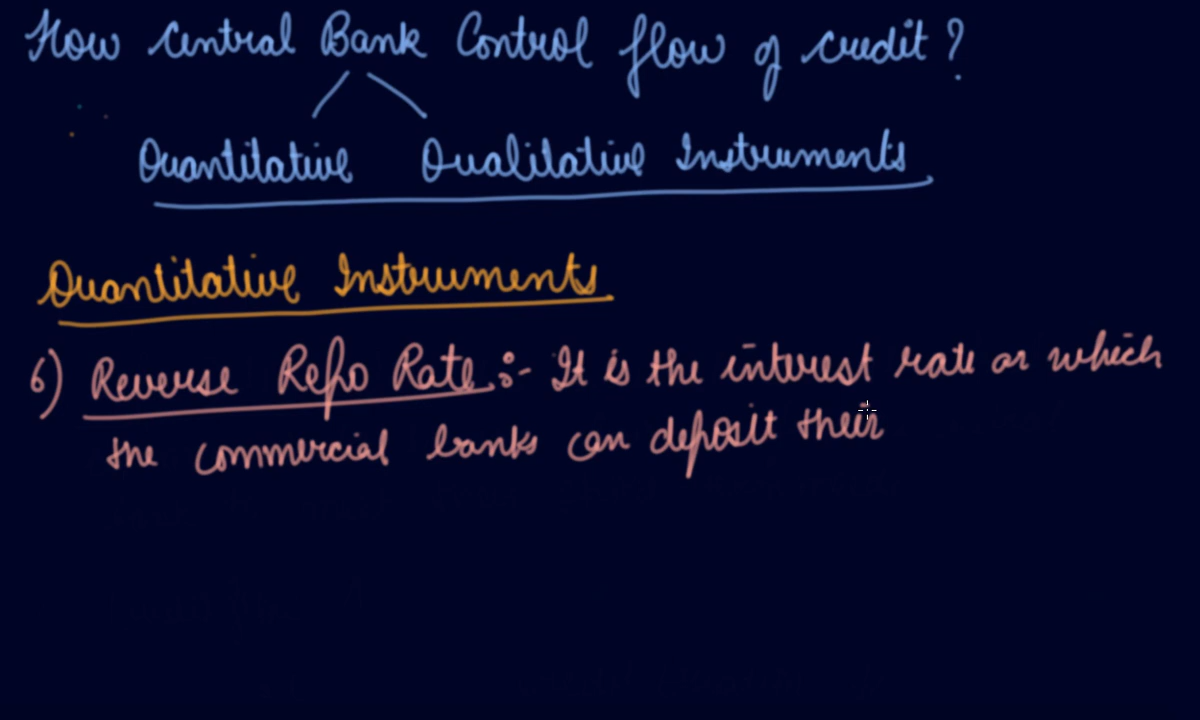 How Central Bank Control flow of credit?
Quantitative Qualitative Instruments
Quantitative Instruments
6) Reverse Repo Rate :- It is the interest rate on which
the commercial banks can deposit their